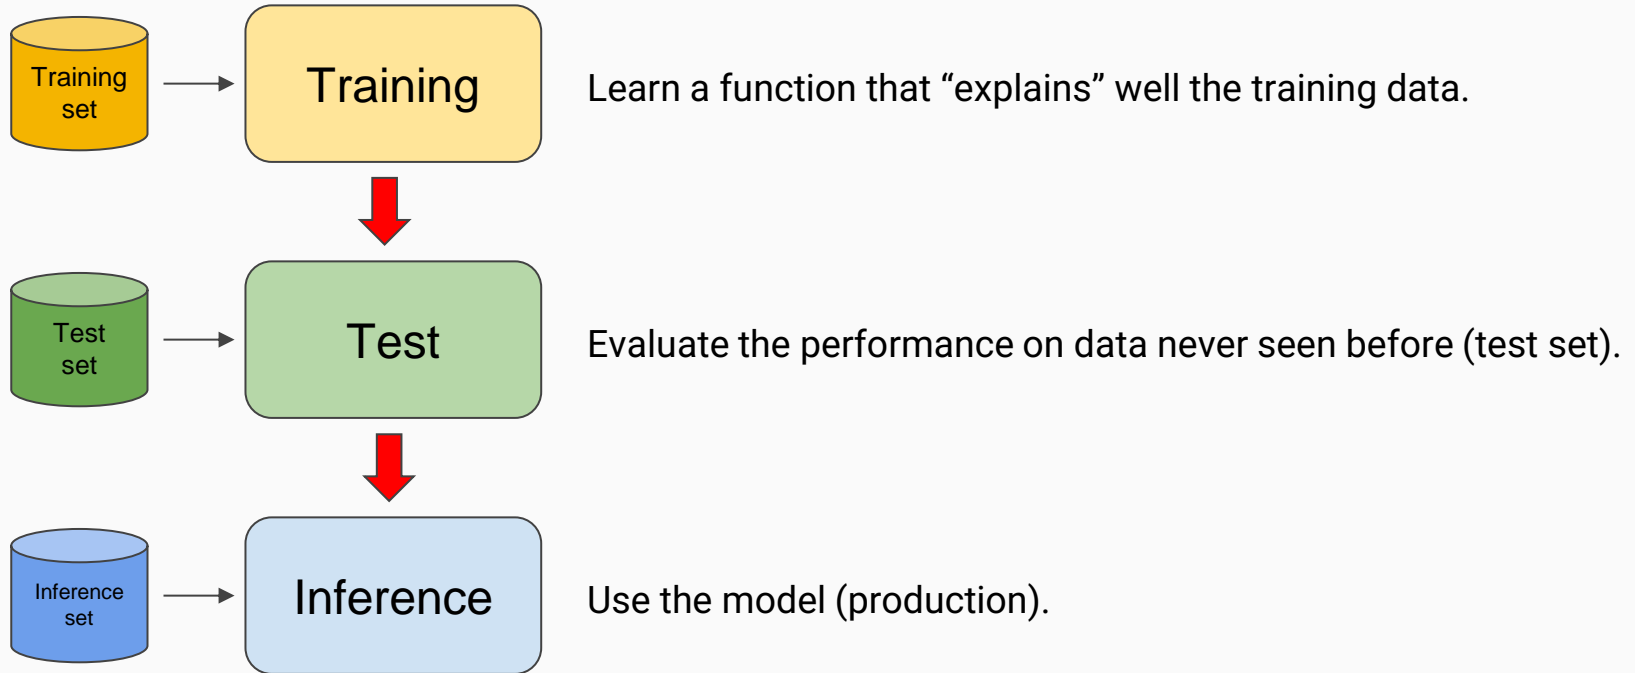 Training
set
Training
Learn a function that “explains” well the training data.
Test
set
Test
Evaluate the performance on data never seen before (test set).
Inference
set
Inference
Use the model (production).